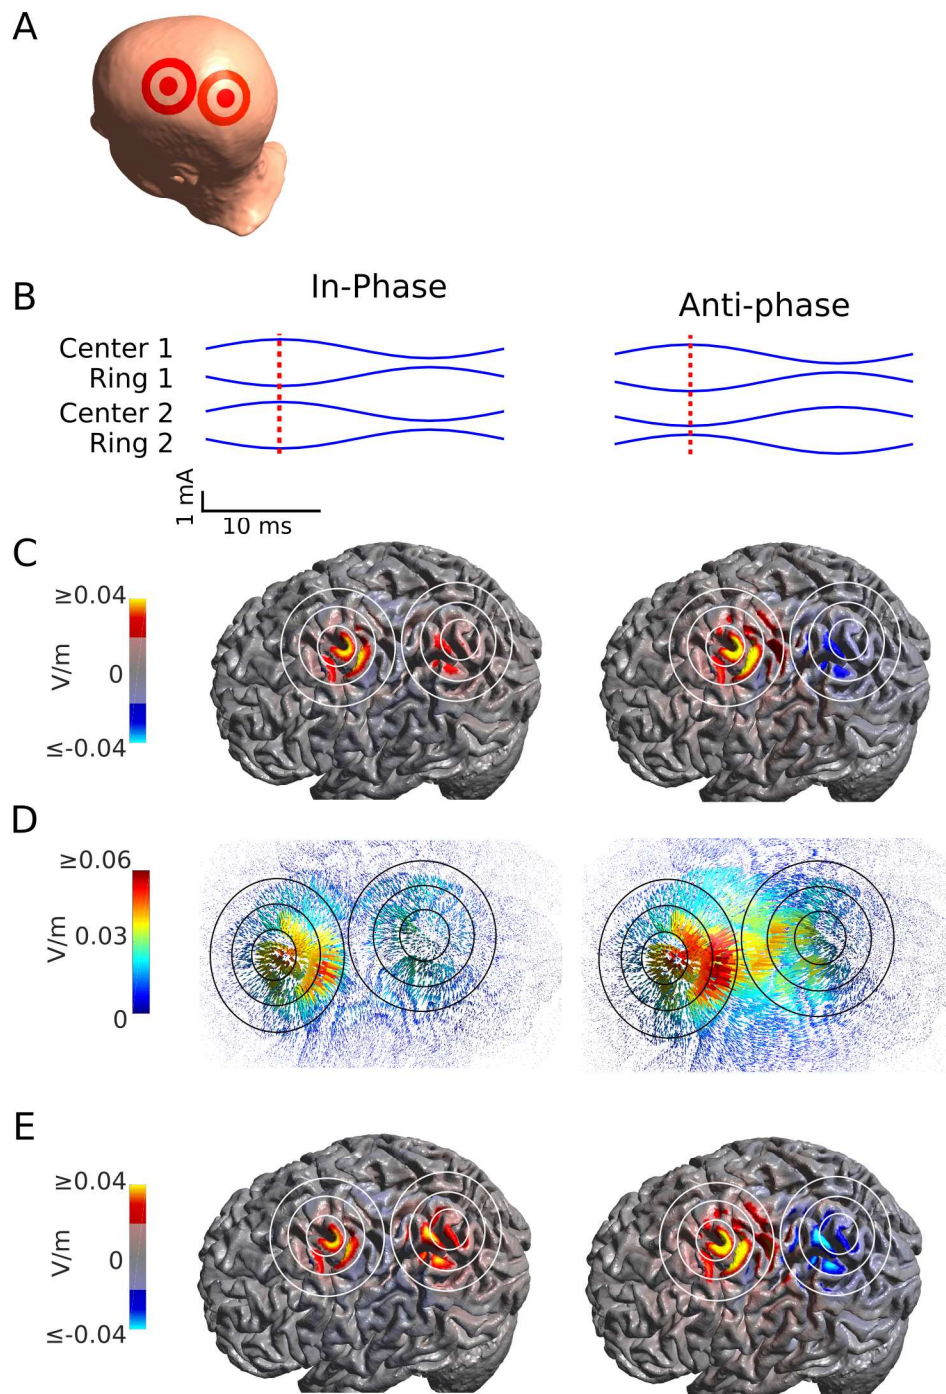 A
B
In-Phase
Anti-phase
Center 1
Ring 1
Center 2
Ring 2
1 mA
10 ms
C
≥0.04
V/m
0
≤-0.04
D
≥0.06
V/m
0.03
0
E
≥0.04
V/m
0
≤-0.04